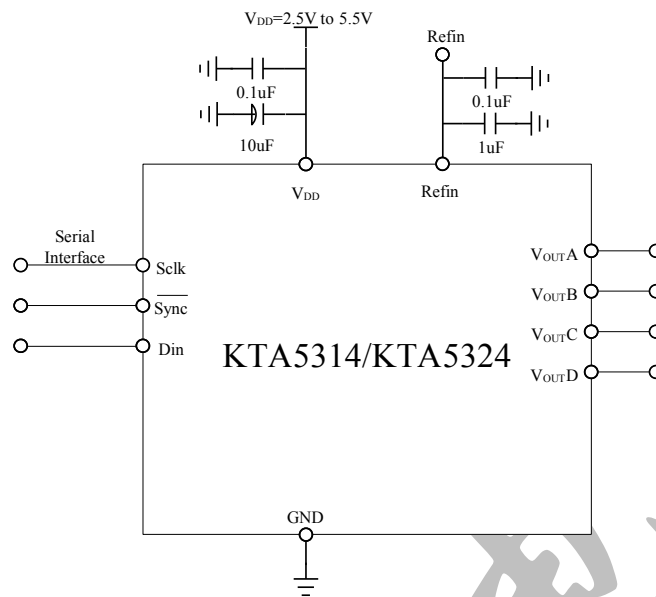 VDD=2.5V to 5.5V
Refin
0.1uF
10uF
0.1uF
1uF
VDD
Refin
Serial
Interface
Sclk
Sync
Din
VOUTA
VOUTB
VOUTC
VOUTD
KTA5314/KTA5324
GND